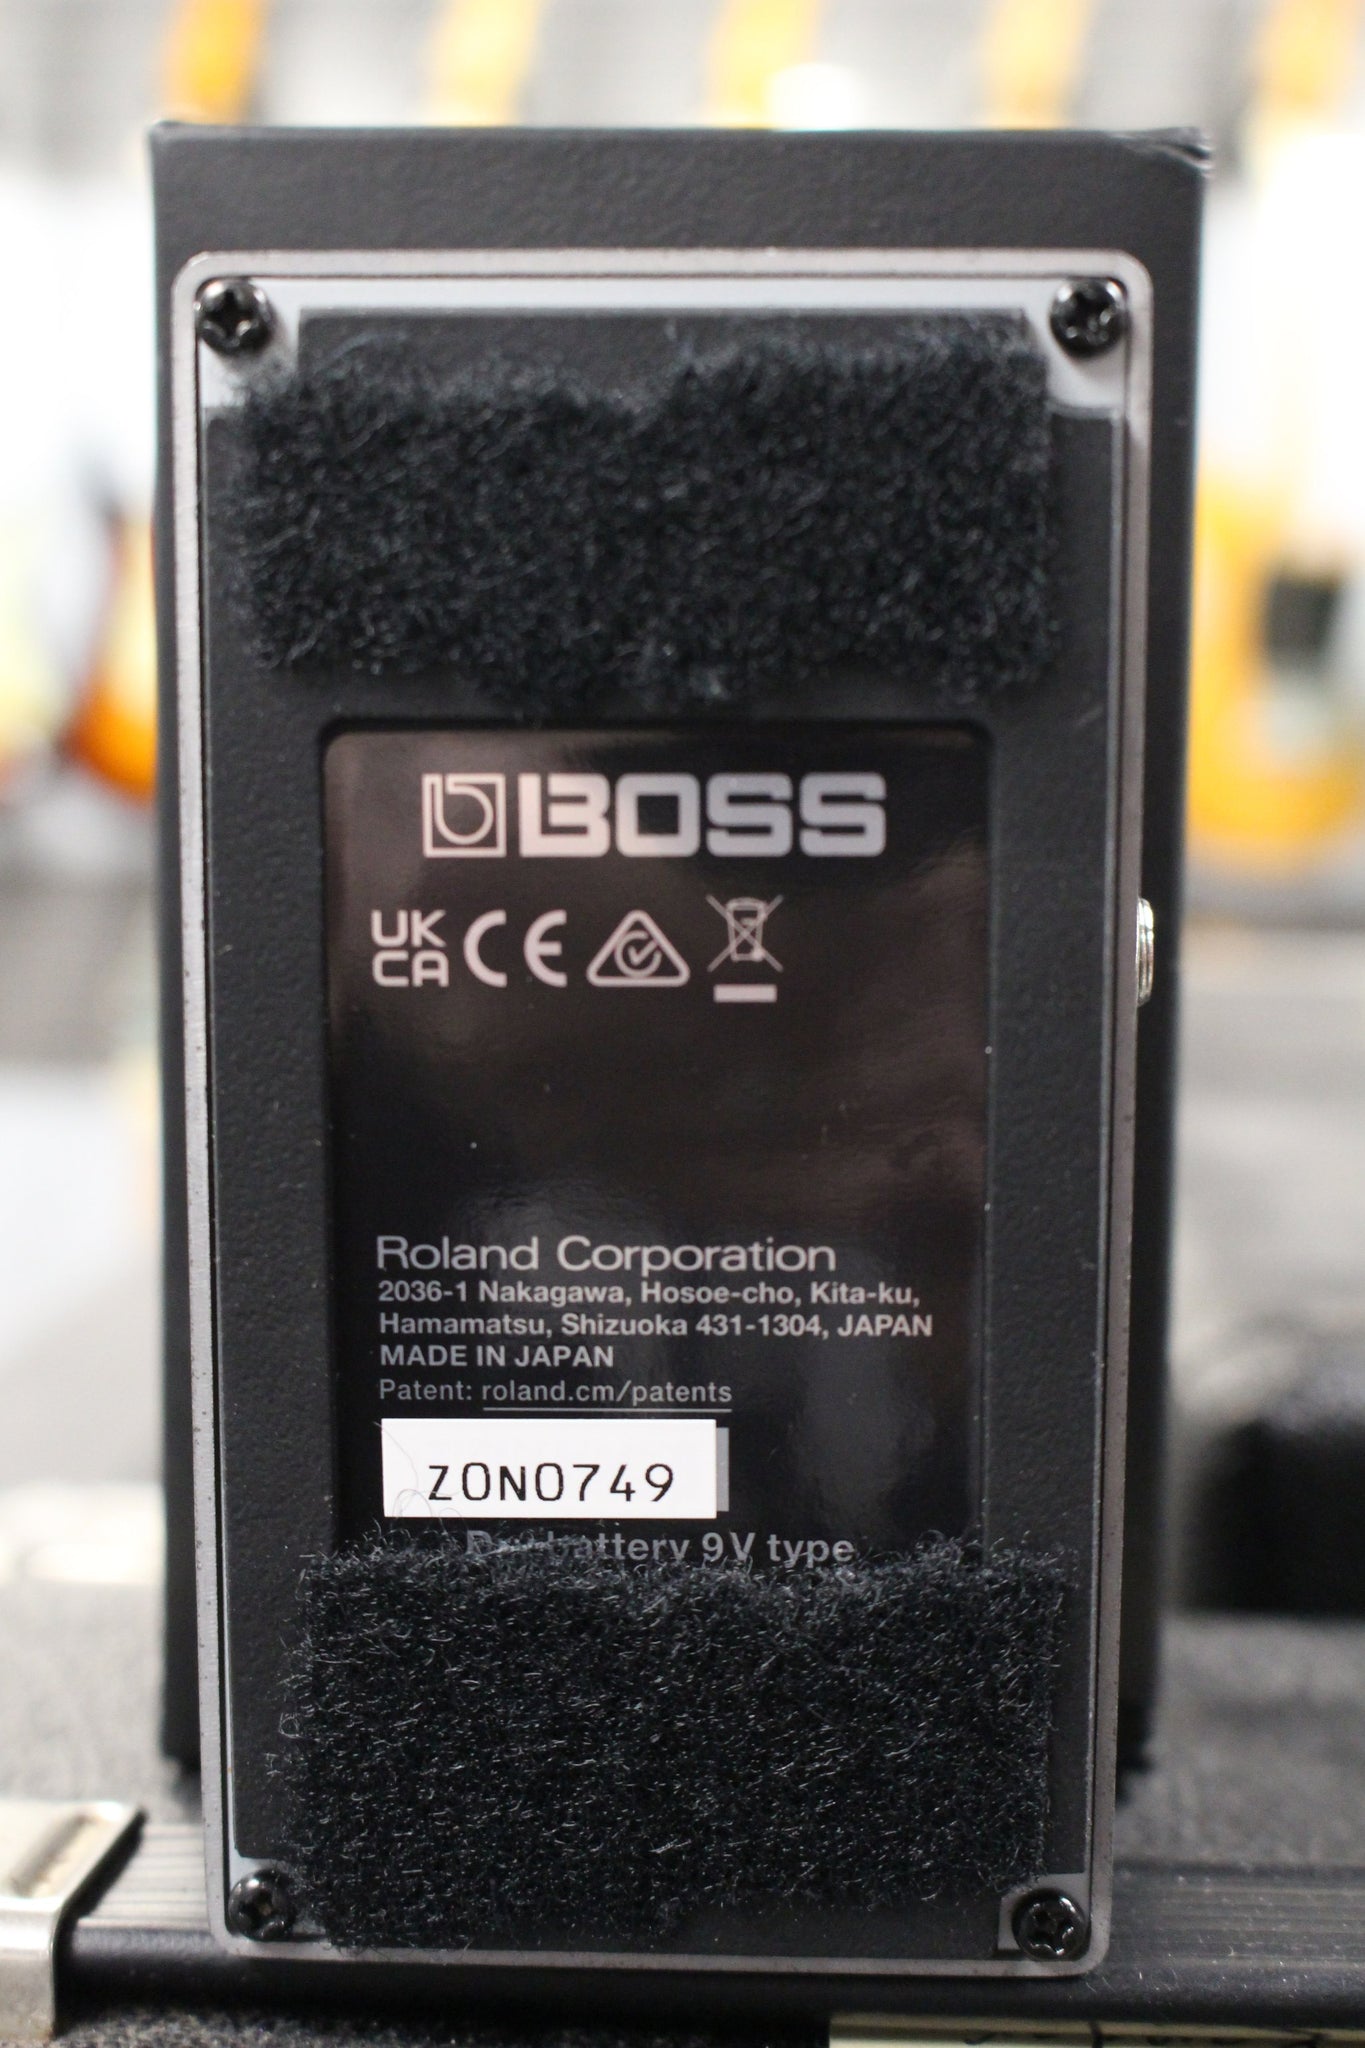 BOSS
UK
CA CE
Roland Corporation
2036-1 Nakagawa, Hosoe-cho, Kita-ku,
Hamamatsu, Shizuoka 431-1304, JAPAN
MADE IN JAPAN
Patent: roland.cm/patents
Z0N0749
battery 9V type